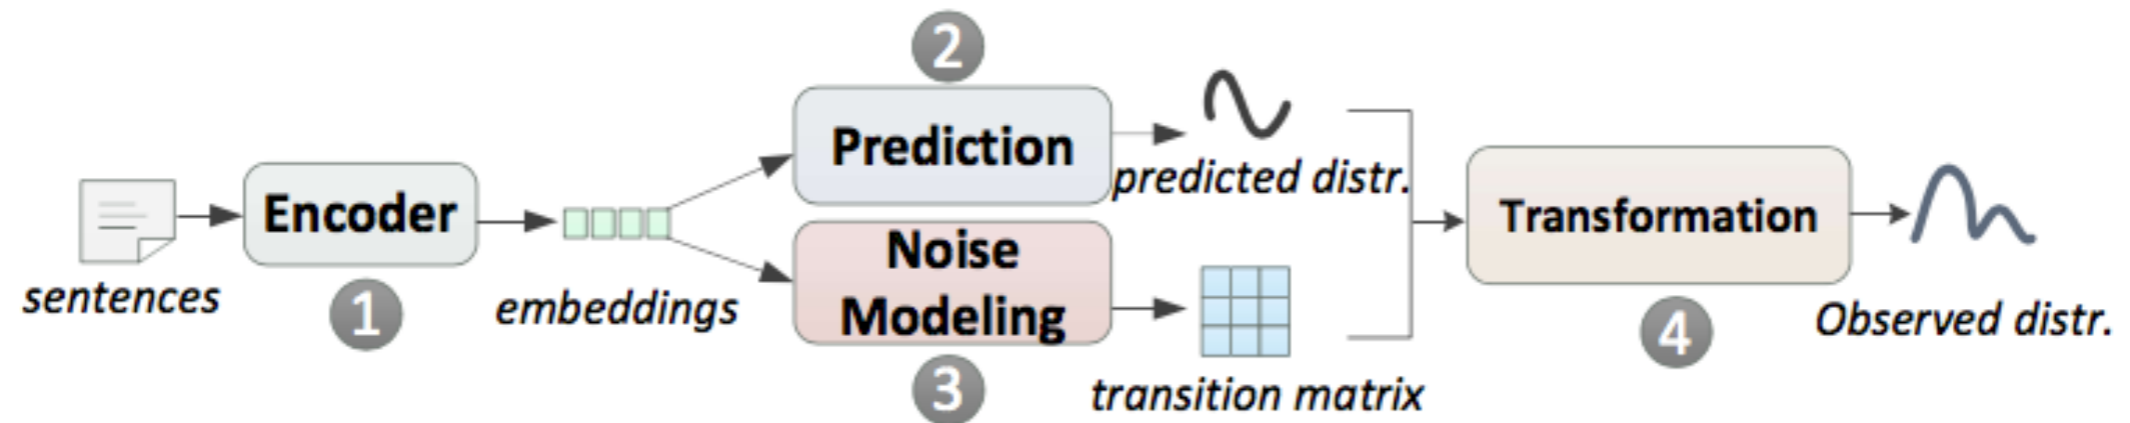 2
Prediction
predicted distr.
Encoder
sentences
1
embeddings
Noise
Modeling
3
transition matrix
Transformation
4
Observed distr.